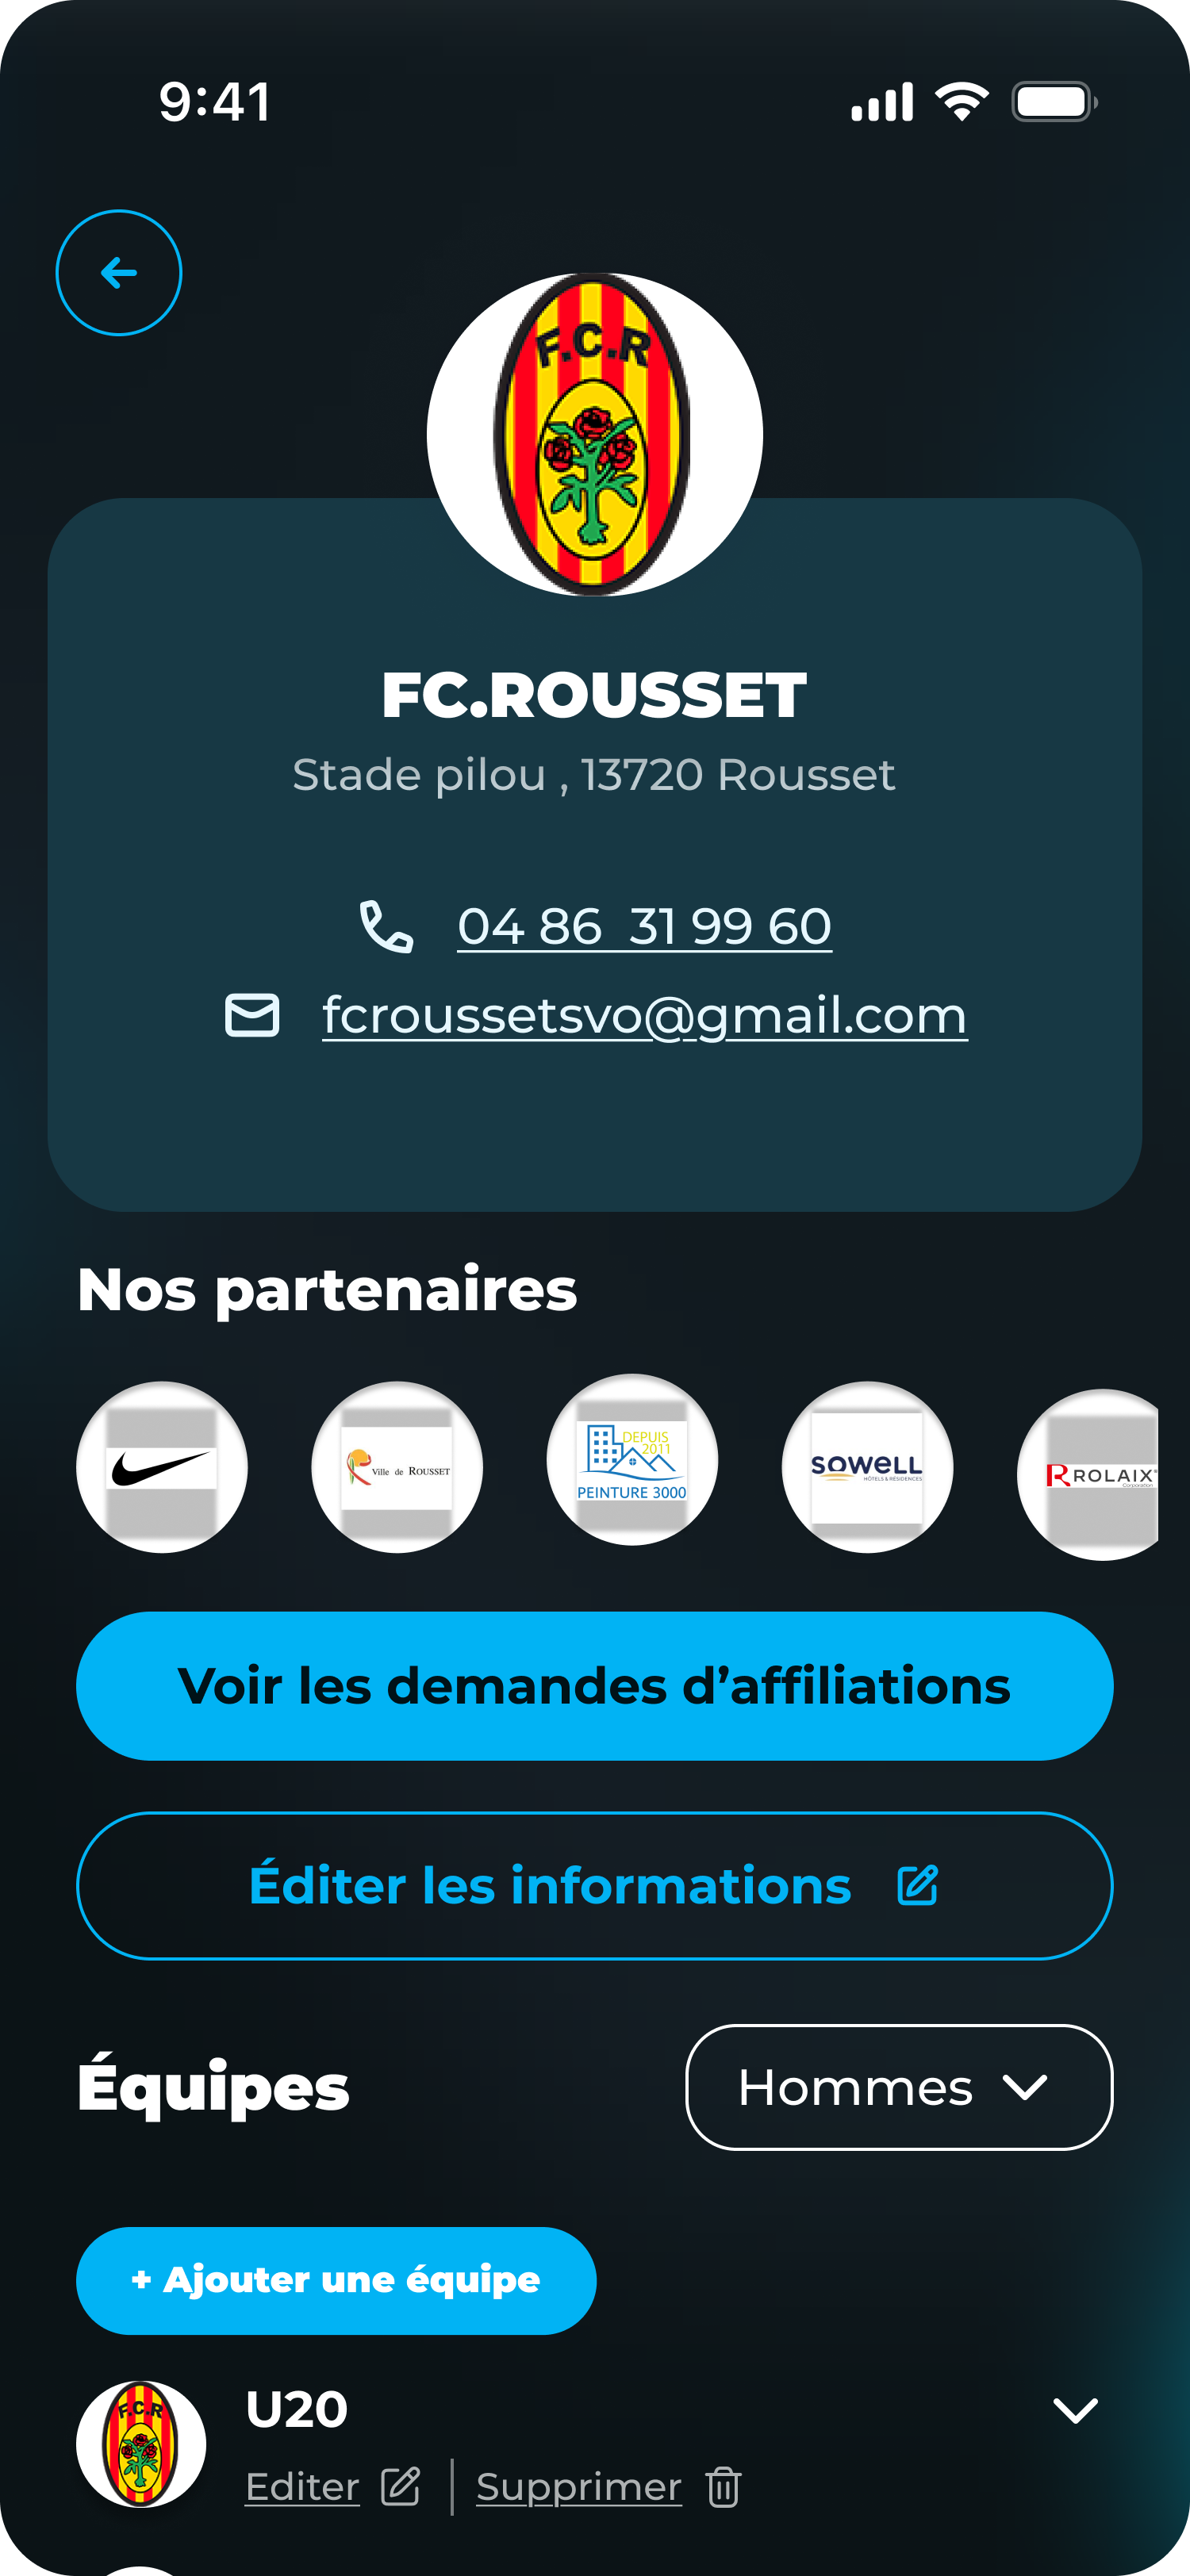 9:41
F.C.R
FC.ROUSSET
Stade pilou , 13720 Rousset
04 86  31 99 60
fcroussetsvo@gmail.com
Nos partenaires
Ville de ROUSSET
DEPUIS
2011
PEINTURE 3000
SOWELL
HÔTELS & RÉSIDENCES
ROLAIX
Corporation
Voir les demandes d’affiliations
Éditer les informations
Équipes
Hommes
+ Ajouter une équipe
F.C.R
U20
Editer
Supprimer